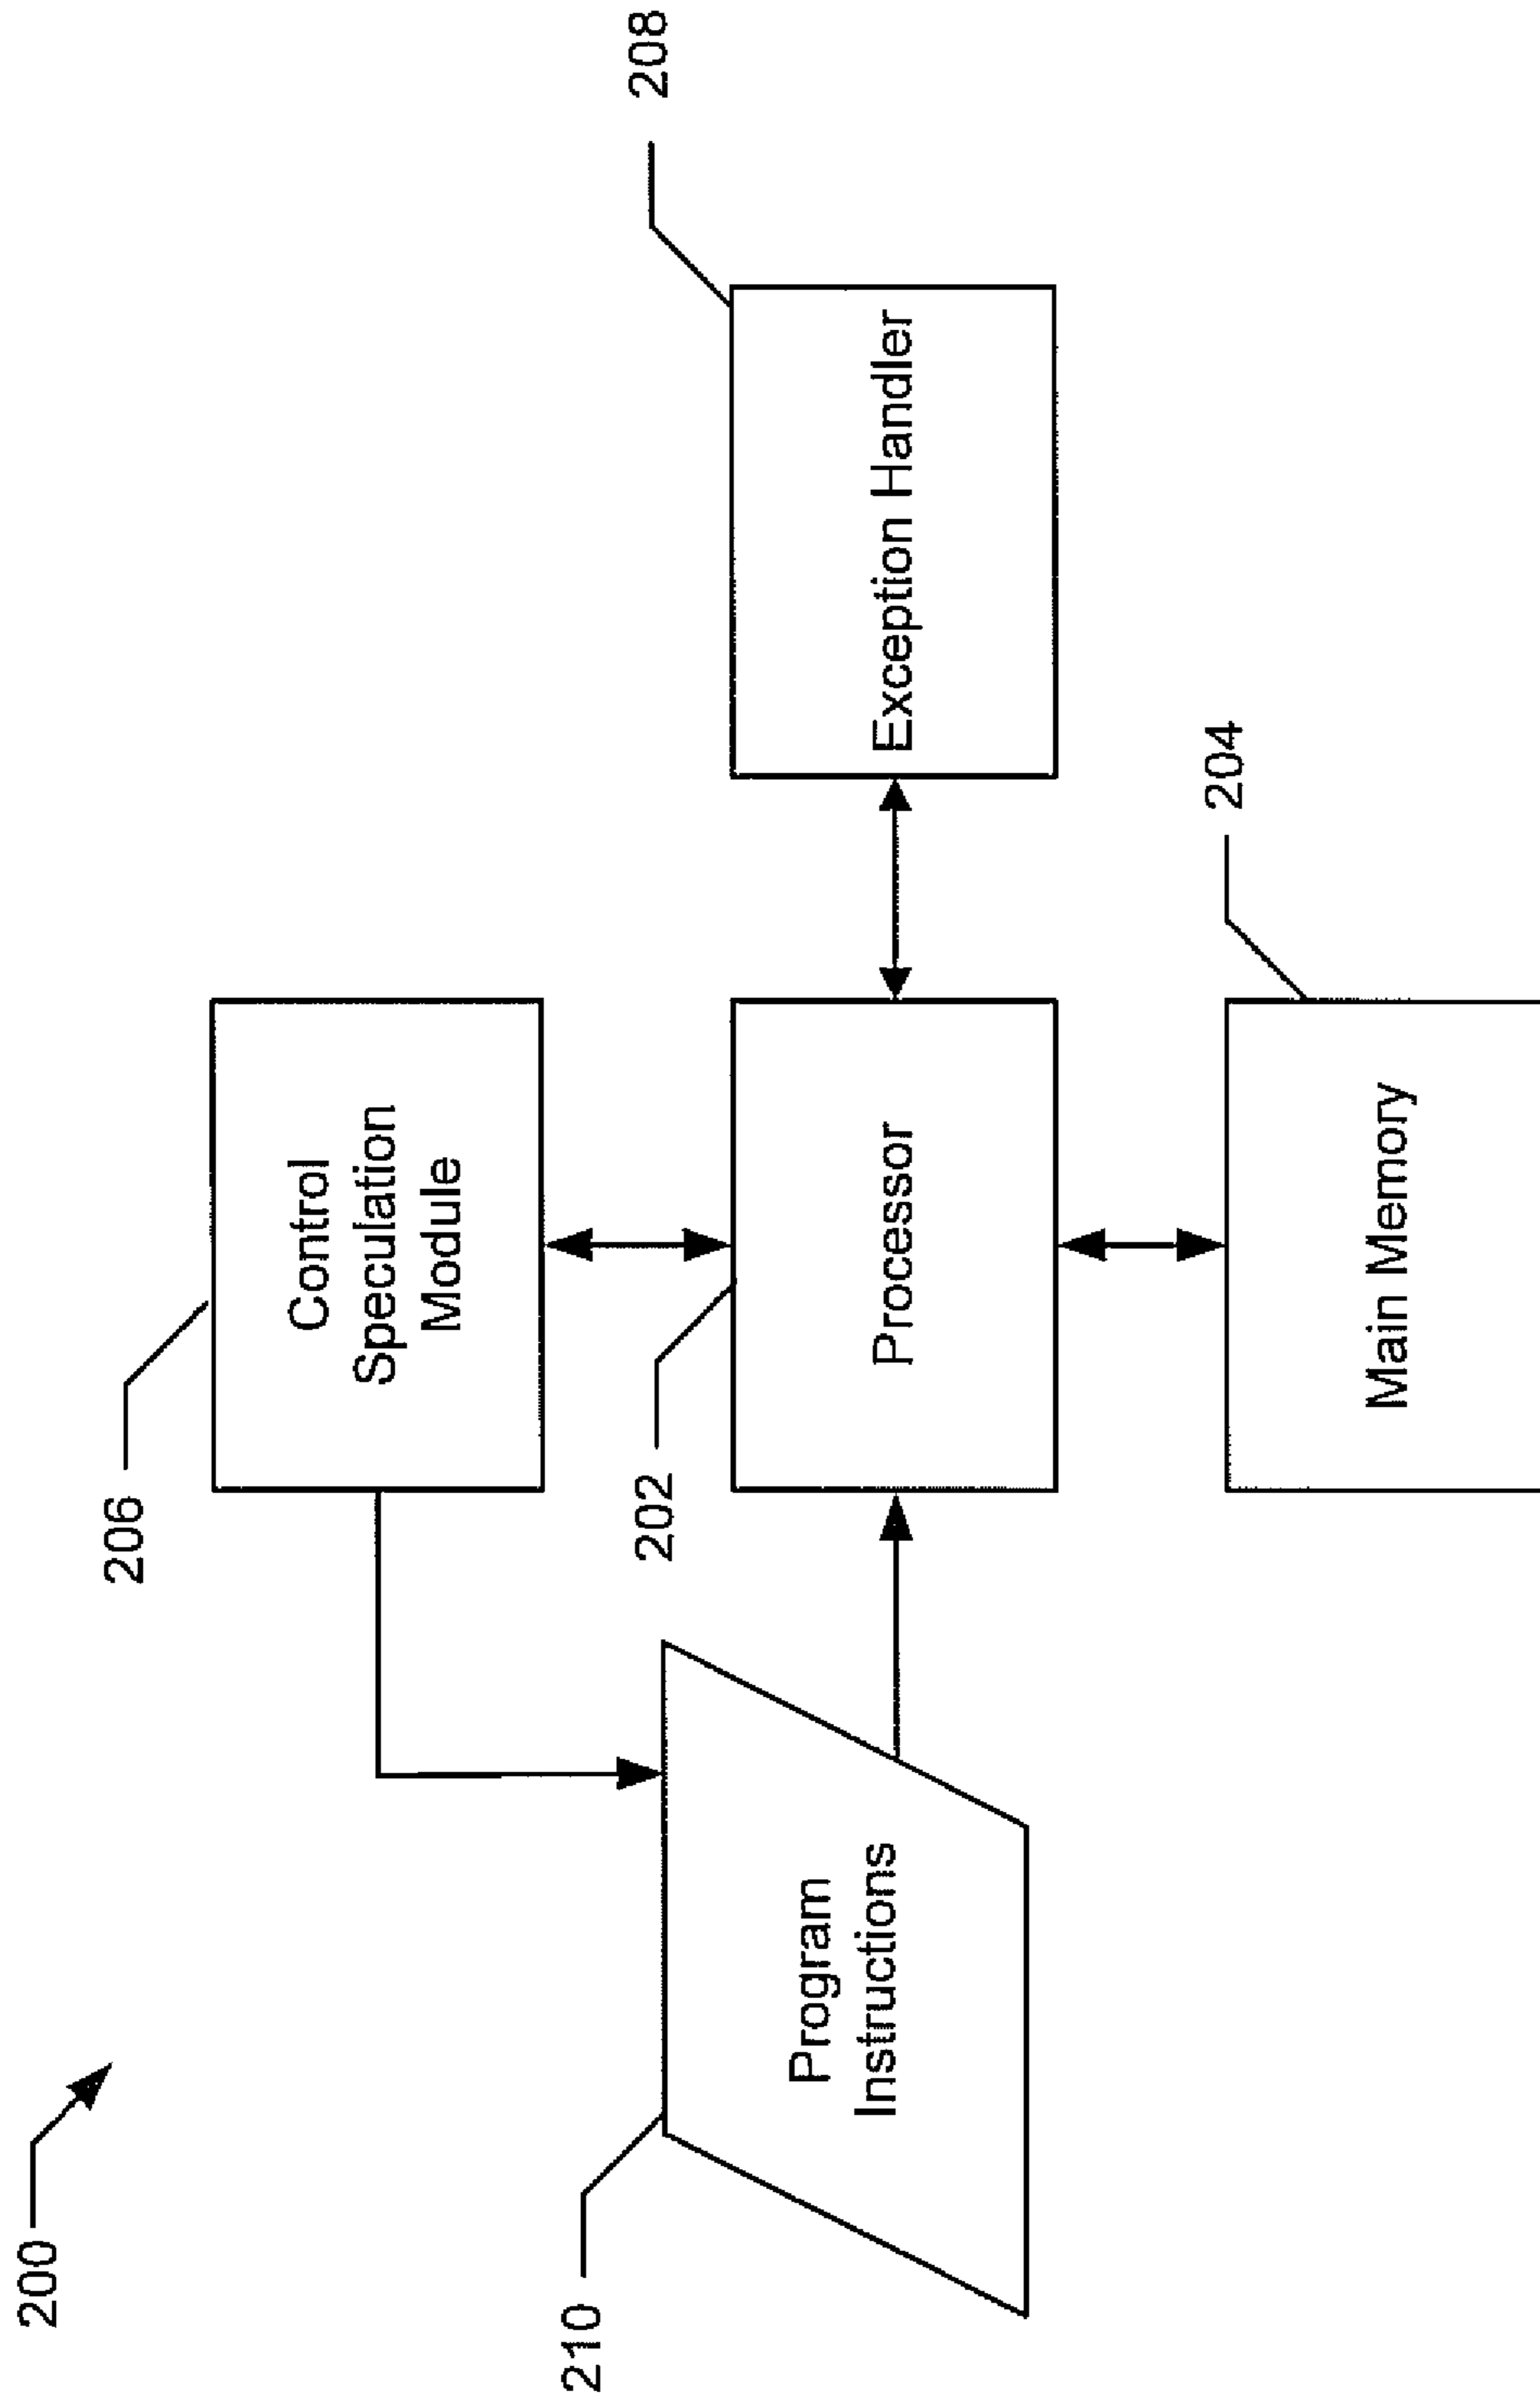 200
206
Control
Speculation
Module
210
Program
Instructions
202
Processor
208
Exception Handler
204
Main Memory